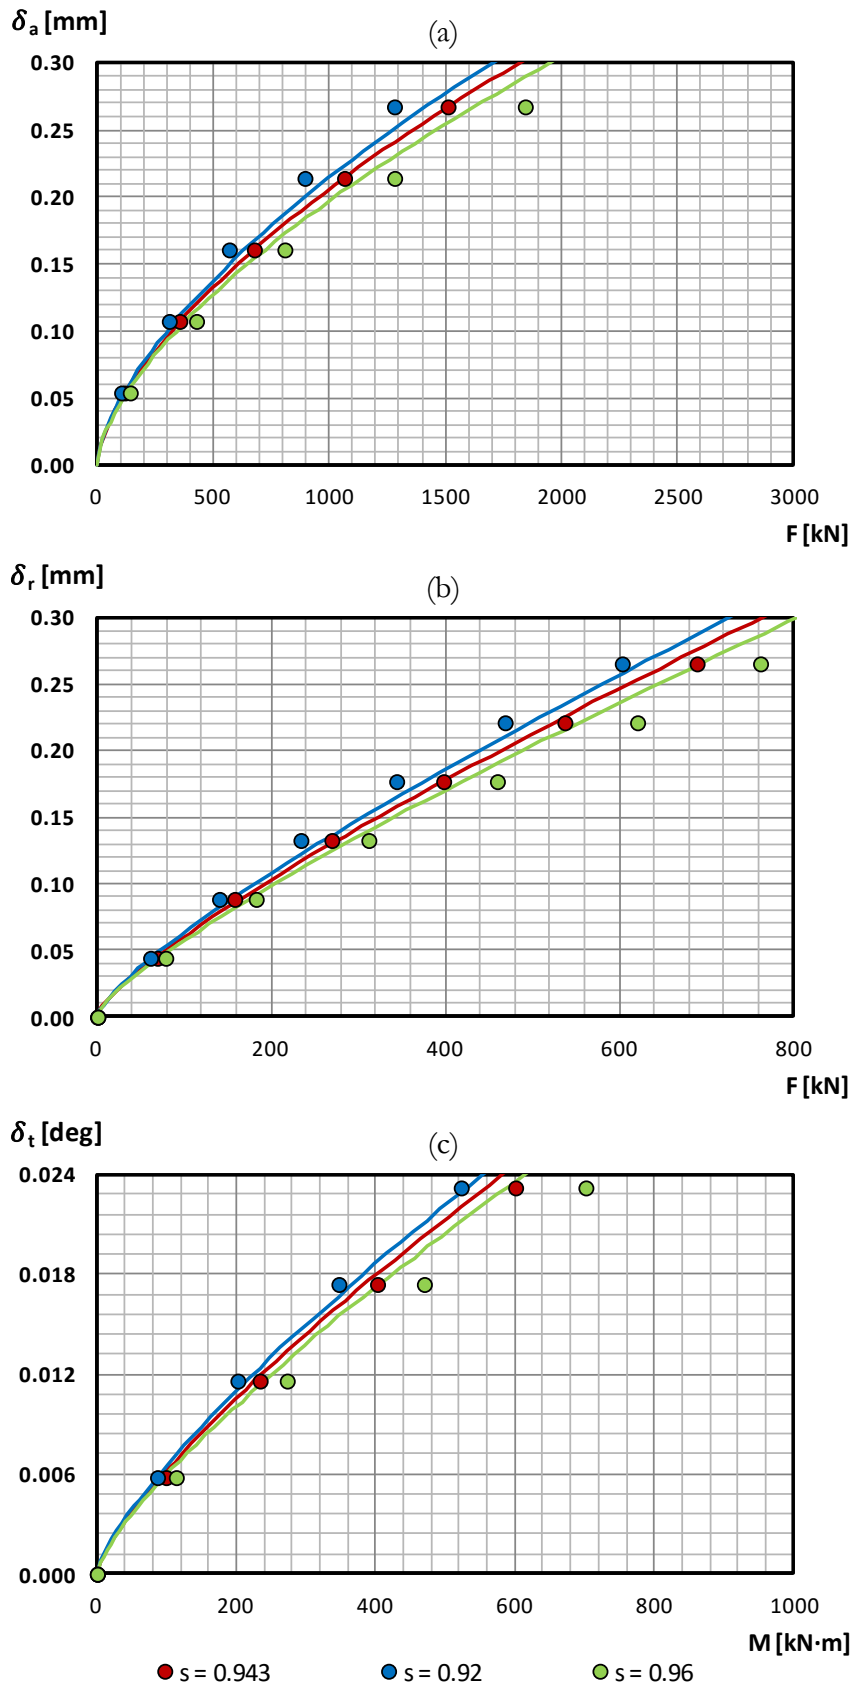 δa [mm]
(a)
0.30
0.25
0.20
0.15
0.10
0.05
0.00
0 500 1000 1500 2000 2500 3000
F [kN]
δr [mm]
(b)
0.30
0.25
0.20
0.15
0.10
0.05
0.00
0 200 400 600 800
F [kN]
δt [deg]
(c)
0.024
0.018
0.012
0.006
0.000
0 200 400 600 800 1000
M [kN·m]
s = 0.943 s = 0.92 s = 0.96